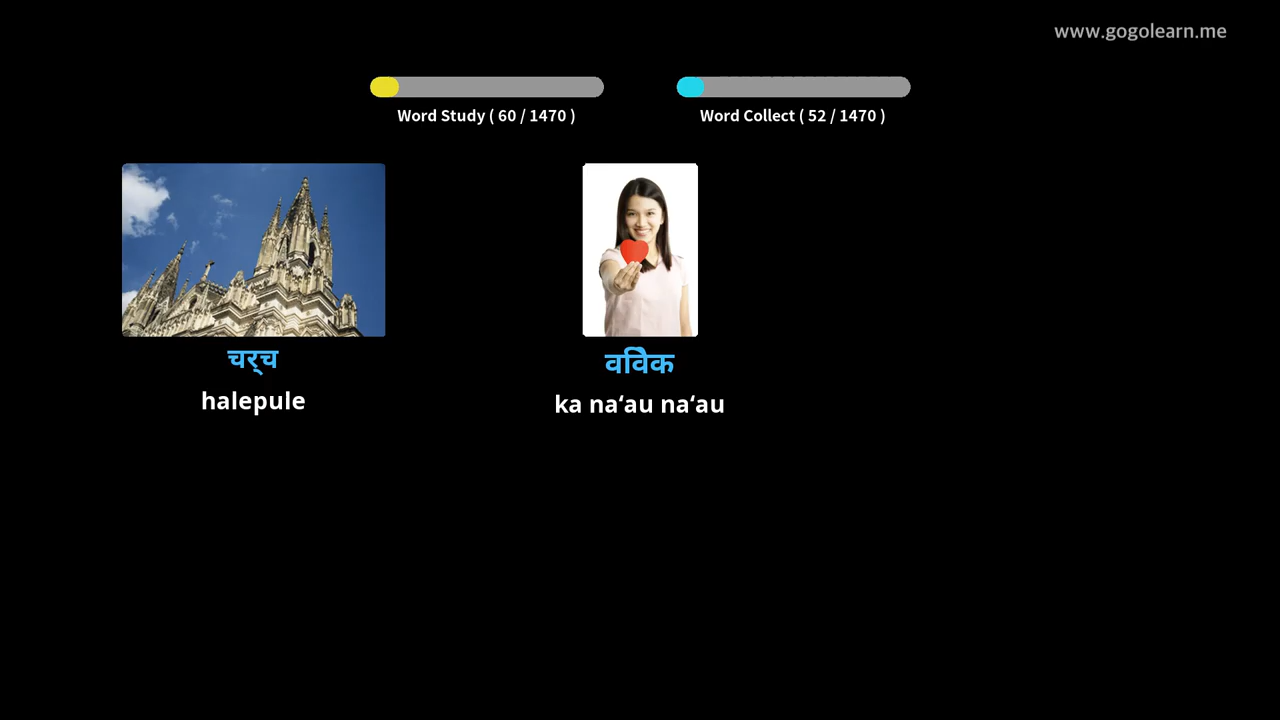 www.gogolearn.me
Word Study ( 60 / 1470 )
Word Collect ( 52 / 1470 )
चर्च
halepule
विवेक
ka naʻau naʻau